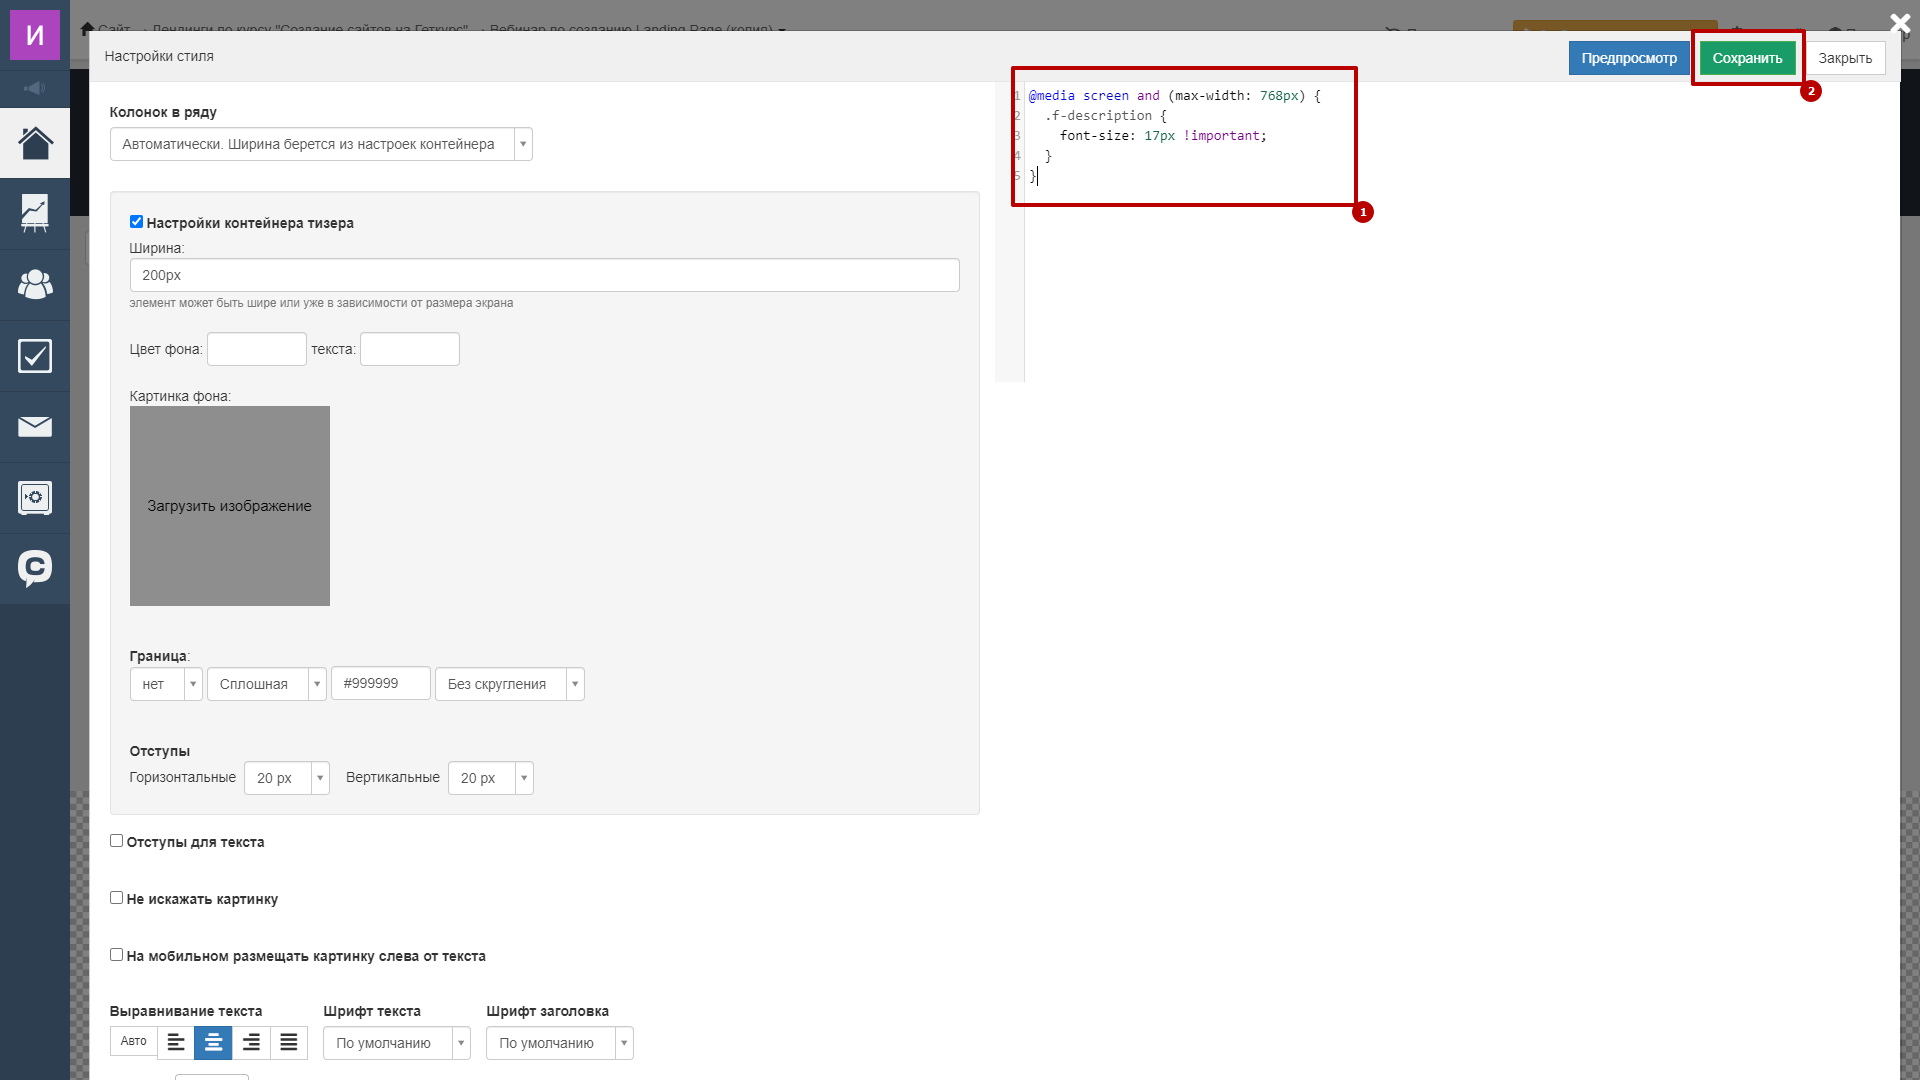 И
Сайт
Лендинги по курсу "Создание сайтов на Геткурс"
Вебинар по созданию Landing Page (копия)
Настройки стиля
Предпросмотр
Сохранить
Закрыть
2
Колонок в ряду
Автоматически. Ширина берется из настроек контейнера
1 @media screen and (max-width: 768px) {
2 .f-description {
3 font-size: 17px !important;
4 }
5 }
1
Настройки контейнера тизера
Ширина:
200px
элемент может быть шире или уже в зависимости от размера экрана
Цвет фона:
текста:
Картинка фона:
Загрузить изображение
Граница:
нет
Сплошная
#999999
Без скругления
Отступы
Горизонтальные 20 px Вертикальные 20 px
Отступы для текста
Не искажать картинку
На мобильном размещать картинку слева от текста
Выравнивание текста
Шрифт текста
Шрифт заголовка
Авто
По умолчанию
По умолчанию